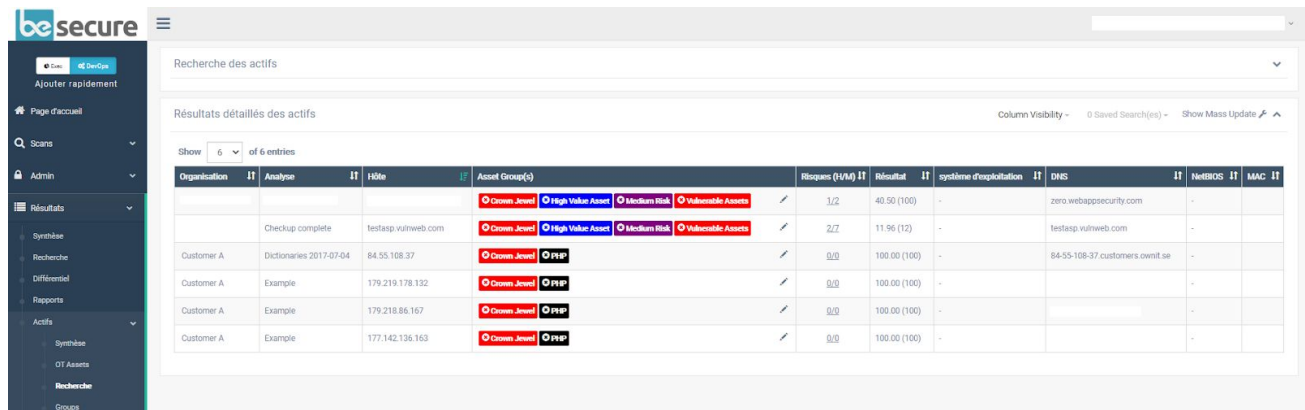 be secure
Exec DevOps
Ajouter rapidement
Page d'accueil
Scans
Admin
Résultats
Synthèse
Recherche
Différentiel
Rapports
Actifs
Synthèse
OT Assets
Recherche
Groups
Recherche des actifs
Résultats détaillés des actifs
Column Visibility
0 Saved Search(es)
Show Mass Update
Show 6 of 6 entries
Organisation Analyse Hôte Asset Group(s) Risques (H/M) Résultat système d'exploitation DNS NetBIOS MAC
Crown Jewel High Value Asset Medium Risk Vulnerable Assets 1/2 40.50 (100) - zero.webappsecurity.com -
Checkup complete testasp.vulnweb.com Crown Jewel High Value Asset Medium Risk Vulnerable Assets 2/7 11.96 (12) - testasp.vulnweb.com -
Customer A Dictionaries 2017-07-04 84.55.108.37 Crown Jewel PHP 0/0 100.00 (100) - 84-55-108-37.customers.ownit.se -
Customer A Example 179.219.178.132 Crown Jewel PHP 0/0 100.00 (100) - -
Customer A Example 179.218.86.167 Crown Jewel PHP 0/0 100.00 (100) - -
Customer A Example 177.142.136.163 Crown Jewel PHP 0/0 100.00 (100) - -